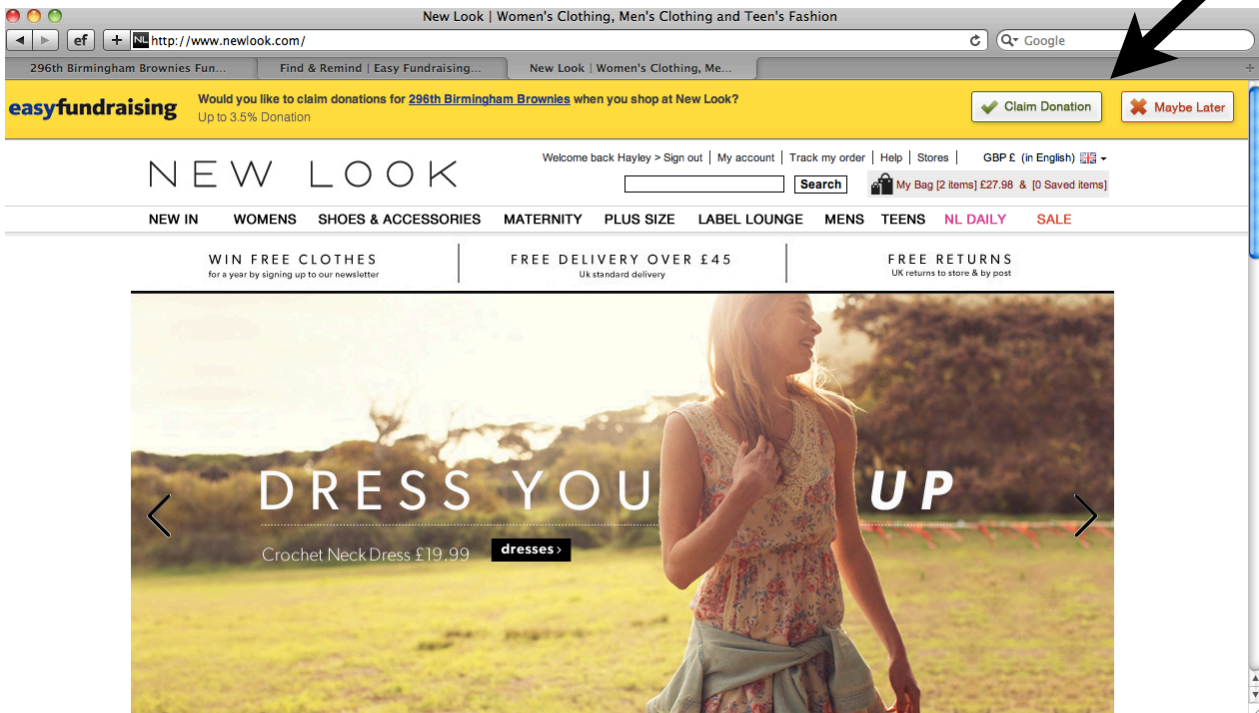 New Look | Women's Clothing, Men's Clothing and Teen's Fashion
ef + NL http://www.newlook.com/ Google
296th Birmingham Brownies Fun... Find & Remind | Easy Fundraising... New Look | Women's Clothing, Me...
easyfundraising Would you like to claim donations for 296th Birmingham Brownies when you shop at New Look? Claim Donation Maybe Later
Up to 3.5% Donation
Welcome back Hayley > Sign out | My account | Track my order | Help | Stores | GBP £ (in English)
NEW LOOK Search My Bag [2 items] £27.98 & [0 Saved items]
NEW IN WOMENS SHOES & ACCESSORIES MATERNITY PLUS SIZE LABEL LOUNGE MENS TEENS NL DAILY SALE
WIN FREE CLOTHES FREE DELIVERY OVER £45 FREE RETURNS
for a year by signing up to our newsletter Uk standard delivery UK returns to store & by post
DRESS YOU UP
Crochet Neck Dress £19.99 dresses >